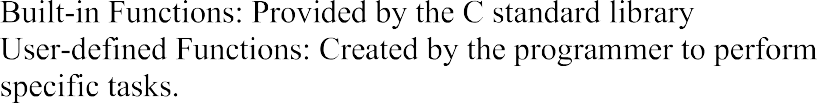 Built-in Functions: Provided by the C standard library
User-defined Functions: Created by the programmer to perform
specific tasks.